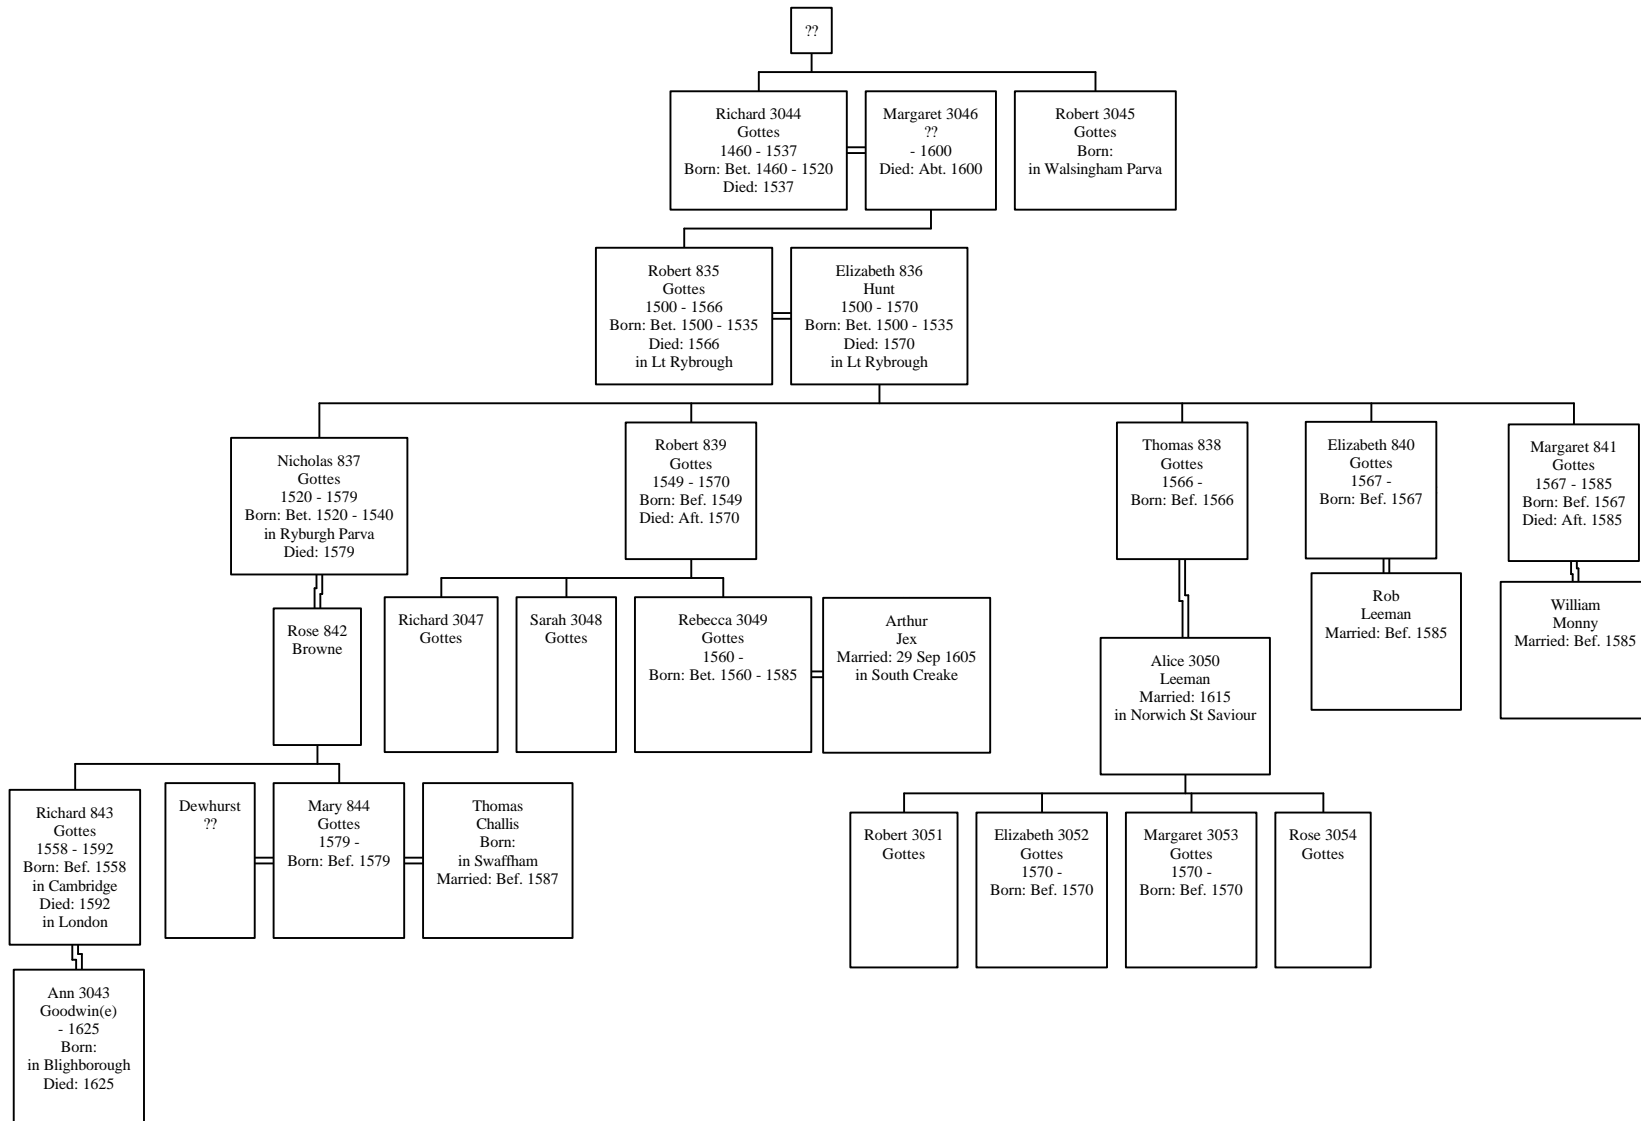 ??
Richard 3044
Gottes
1460 - 1537
Born: Bet. 1460 - 1520
Died: 1537
Margaret 3046
??
- 1600
Died: Abt. 1600
Robert 3045
Gottes
Born:
in Walsingham Parva
Robert 835
Gottes
1500 - 1566
Born: Bet. 1500 - 1535
Died: 1566
in Lt Rybrough
Elizabeth 836
Hunt
1500 - 1570
Born: Bet. 1500 - 1535
Died: 1570
in Lt Rybrough
Nicholas 837
Gottes
1520 - 1579
Born: Bet. 1520 - 1540
in Ryburgh Parva
Died: 1579
Robert 839
Gottes
1549 - 1570
Born: Bef. 1549
Died: Aft. 1570
Thomas 838
Gottes
1566 -
Born: Bef. 1566
Elizabeth 840
Gottes
1567 -
Born: Bef. 1567
Margaret 841
Gottes
1567 - 1585
Born: Bef. 1567
Died: Aft. 1585
Rose 842
Browne
Richard 3047
Gottes
Sarah 3048
Gottes
Rebecca 3049
Gottes
1560 -
Born: Bet. 1560 - 1585
Arthur
Jex
Married: 29 Sep 1605
in South Creake
Alice 3050
Leeman
Married: 1615
in Norwich St Saviour
Rob
Leeman
Married: Bef. 1585
William
Monny
Married: Bef. 1585
Richard 843
Gottes
1558 - 1592
Born: Bef. 1558
in Cambridge
Died: 1592
in London
Dewhurst
??
Mary 844
Gottes
1579 -
Born: Bef. 1579
Thomas
Challis
Born:
in Swaffham
Married: Bef. 1587
Robert 3051
Gottes
Elizabeth 3052
Gottes
1570 -
Born: Bef. 1570
Margaret 3053
Gottes
1570 -
Born: Bef. 1570
Rose 3054
Gottes
Ann 3043
Goodwin(e)
- 1625
Born:
in Blighborough
Died: 1625